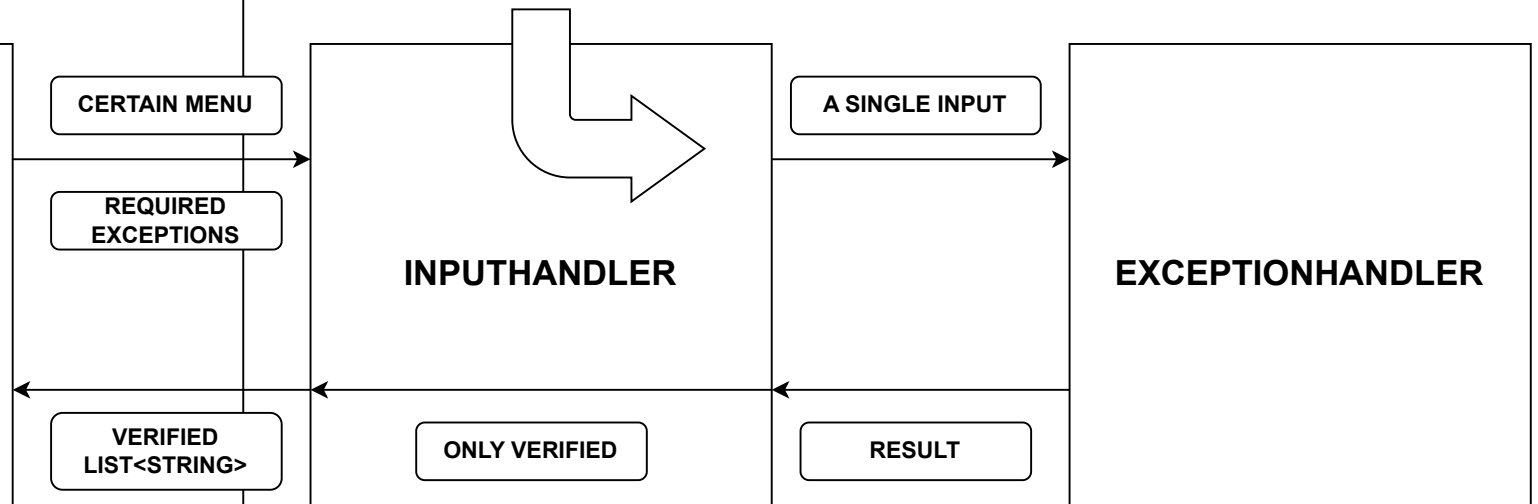 CERTAIN MENU
A SINGLE INPUT
REQUIRED
EXCEPTIONS
INPUTHANDLER
EXCEPTIONHANDLER
VERIFIED
LIST<STRING>
ONLY VERIFIED
RESULT